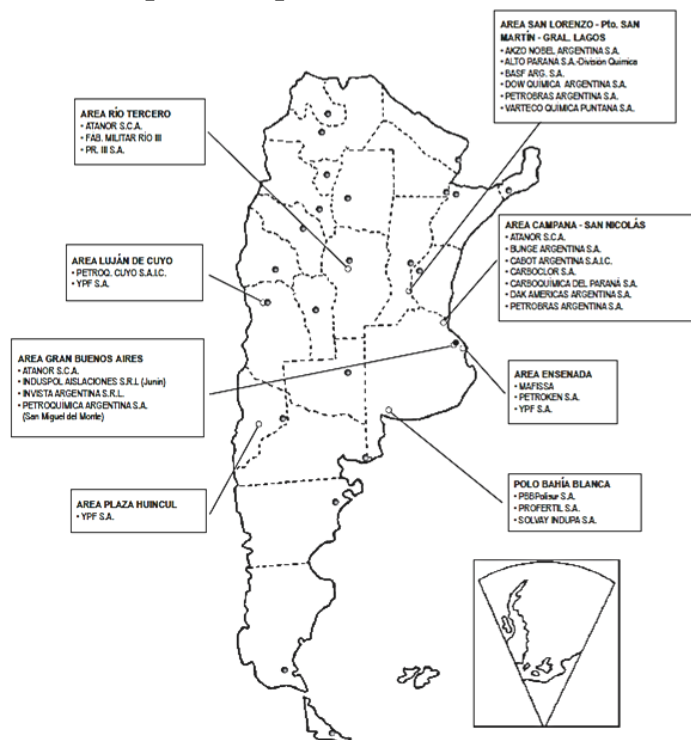 AREA SAN LORENZO - Pto. SAN
MARTÍN - GRAL. LAGOS
• AKZO NOBEL ARGENTINA S.A.
• ALTO PARANA S.A.-División Química
• BASF ARG. S.A.
• DOW QUIMICA ARGENTINA S.A.
• PETROBRAS ARGENTINA S.A.
• VARTECO QUIMICA PUNTANA S.A.
AREA RÍO TERCERO
• ATANOR S.C.A.
• FAB. MILITAR RÍO III
• PR. III S.A.
AREA CAMPANA - SAN NICOLÁS
• ATANOR S.C.A.
• BUNGE ARGENTINA S.A.
• CABOT ARGENTINA S.A.I.C.
• CARBOCLOR S.A.
• CARBOQUÍMICA DEL PARANÁ S.A.
• DAK AMERICAS ARGENTINA S.A.
• PETROBRAS ARGENTINA S.A.
AREA LUJÁN DE CUYO
• PETROQ. CUYO S.A.I.C.
• YPF S.A.
AREA GRAN BUENOS AIRES
• ATANOR S.C.A.
• INDUSPOL AISLACIONES S.R.L (Junin)
• INVISTA ARGENTINA S.R.L.
• PETROQUÍMICA ARGENTINA S.A.
(San Miguel del Monte)
AREA ENSENADA
• MAFISSA
• PETROKEN S.A.
• YPF S.A.
POLO BAHÍA BLANCA
• PBBPolisur S.A.
• PROFERTIL S.A.
• SOLVAY INDUPA S.A.
AREA PLAZA HUINCUL
• YPF S.A.